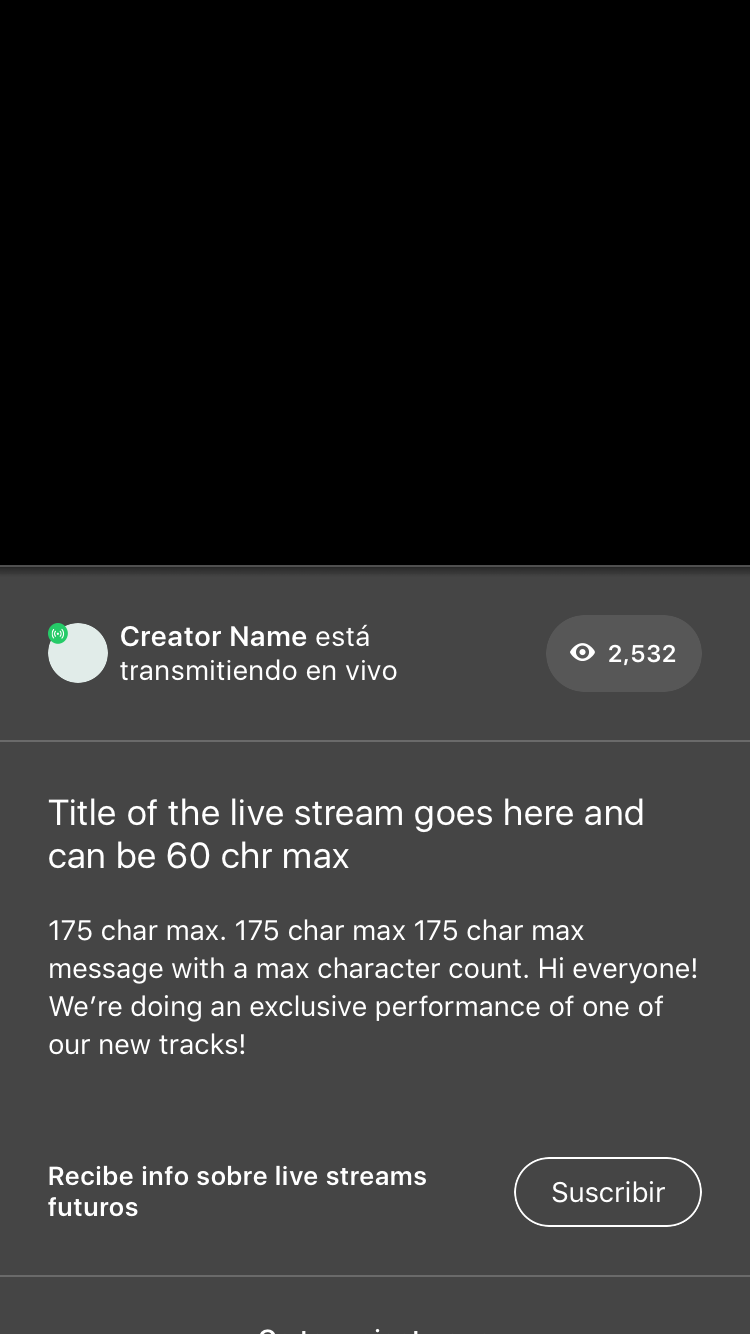 Creator Name está
transmitiendo en vivo
2,532
Title of the live stream goes here and
can be 60 chr max
175 char max. 175 char max 175 char max
message with a max character count. Hi everyone!
We’re doing an exclusive performance of one of
our new tracks!
Recibe info sobre live streams
futuros
Suscribir